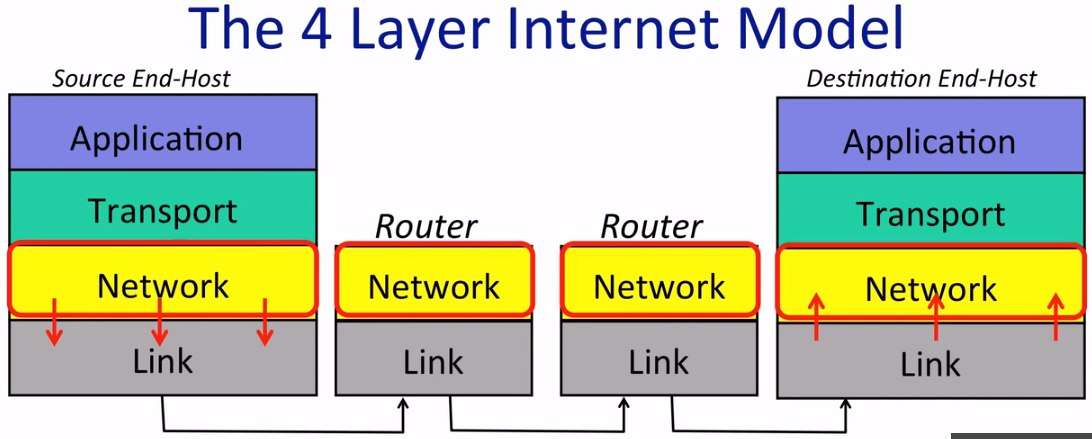 The 4 Layer Internet Model
Source End-Host
Destination End-Host
Application
Application
Transport
Router
Router
Transport
Network
Network
Network
Network
Link
Link
Link
Link